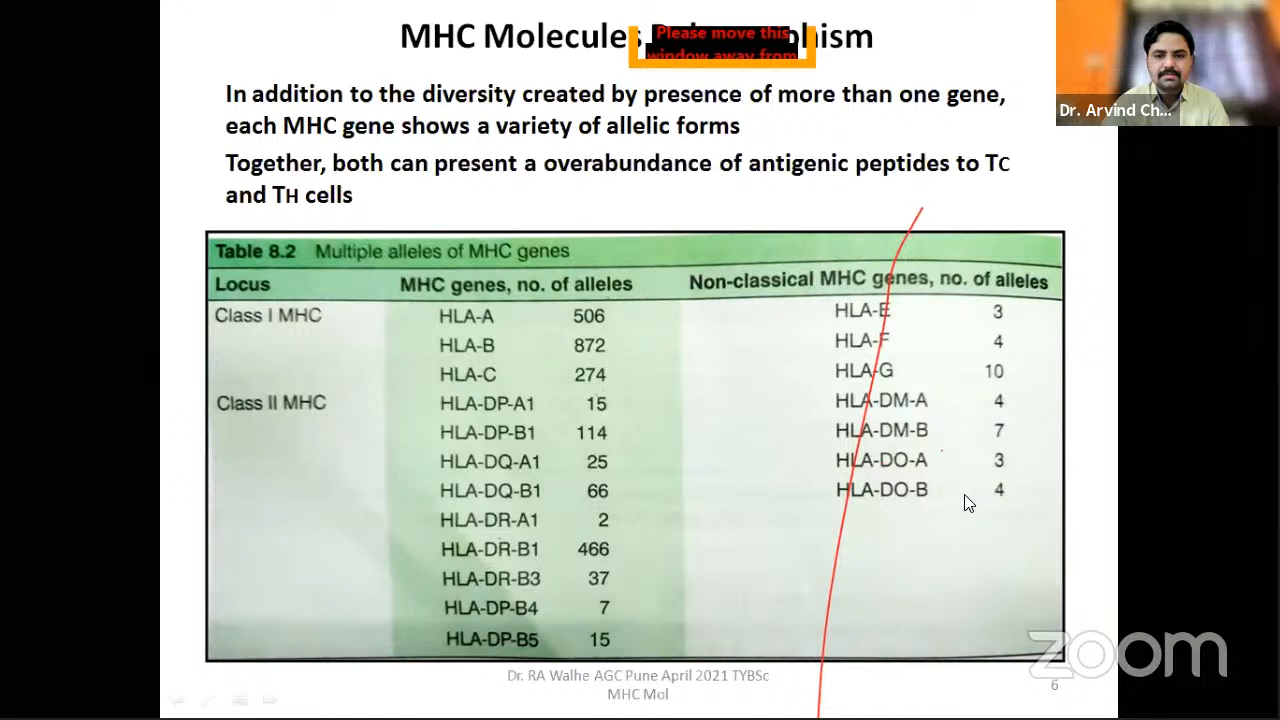 MHC Molecules
Please move this
window away from
In addition to the diversity created by presence of more than one gene,
each MHC gene shows a variety of allelic forms
Together, both can present a overabundance of antigenic peptides to TC
and TH cells
Table 8.2 Multiple alleles of MHC genes
Locus MHC genes, no. of alleles Non-classical MHC genes, no. of alleles
Class I MHC HLA-A 506 HLA-E 3
HLA-B 872 HLA-F 4
HLA-C 274 HLA-G 10
Class II MHC HLA-DP-A1 15 HLA-DM-A 4
HLA-DP-B1 114 HLA-DM-B 7
HLA-DQ-A1 25 HLA-DO-A 3
HLA-DQ-B1 66 HLA-DO-B 4
HLA-DR-A1 2
HLA-DR-B1 466
HLA-DR-B3 37
HLA-DP-B4 7
HLA-DP-B5 15
Dr. RA Walhe AGC Pune April 2021 TYBSc
MHC Mol
6
Dr. Arvind Ch...
zoom